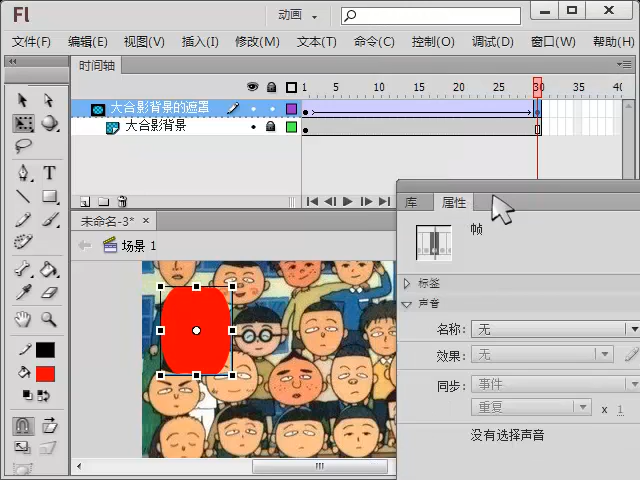 Fl
动画
文件(F) 编辑(E) 视图(V) 插入(I) 修改(M) 文本(T) 命令(C) 控制(O) 调试(D) 窗口(W) 帮助(H)
时间轴
1 5 10 15 20 25 30 35 40
大合影背景的遮罩
大合影背景
未命名-3* ×
场景 1
库 属性
帧
标签
声音
名称: 无
效果: 无
同步: 事件
重复 x 1
没有选择声音